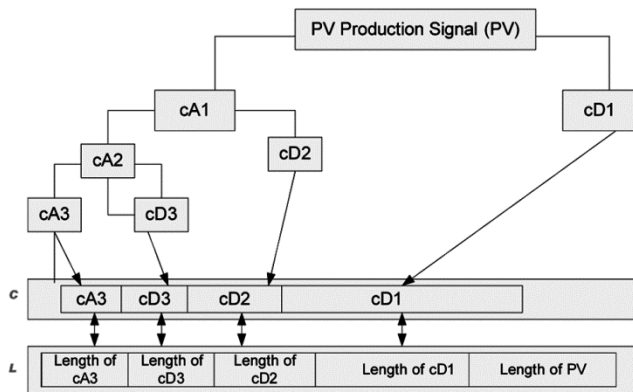 PV Production Signal (PV)
cA1
cD1
cA2
cD2
cA3
cD3
C
cA3
cD3
cD2
cD1
L
Length of
cA3
Length of
cD3
Length of
cD2
Length of cD1
Length of PV